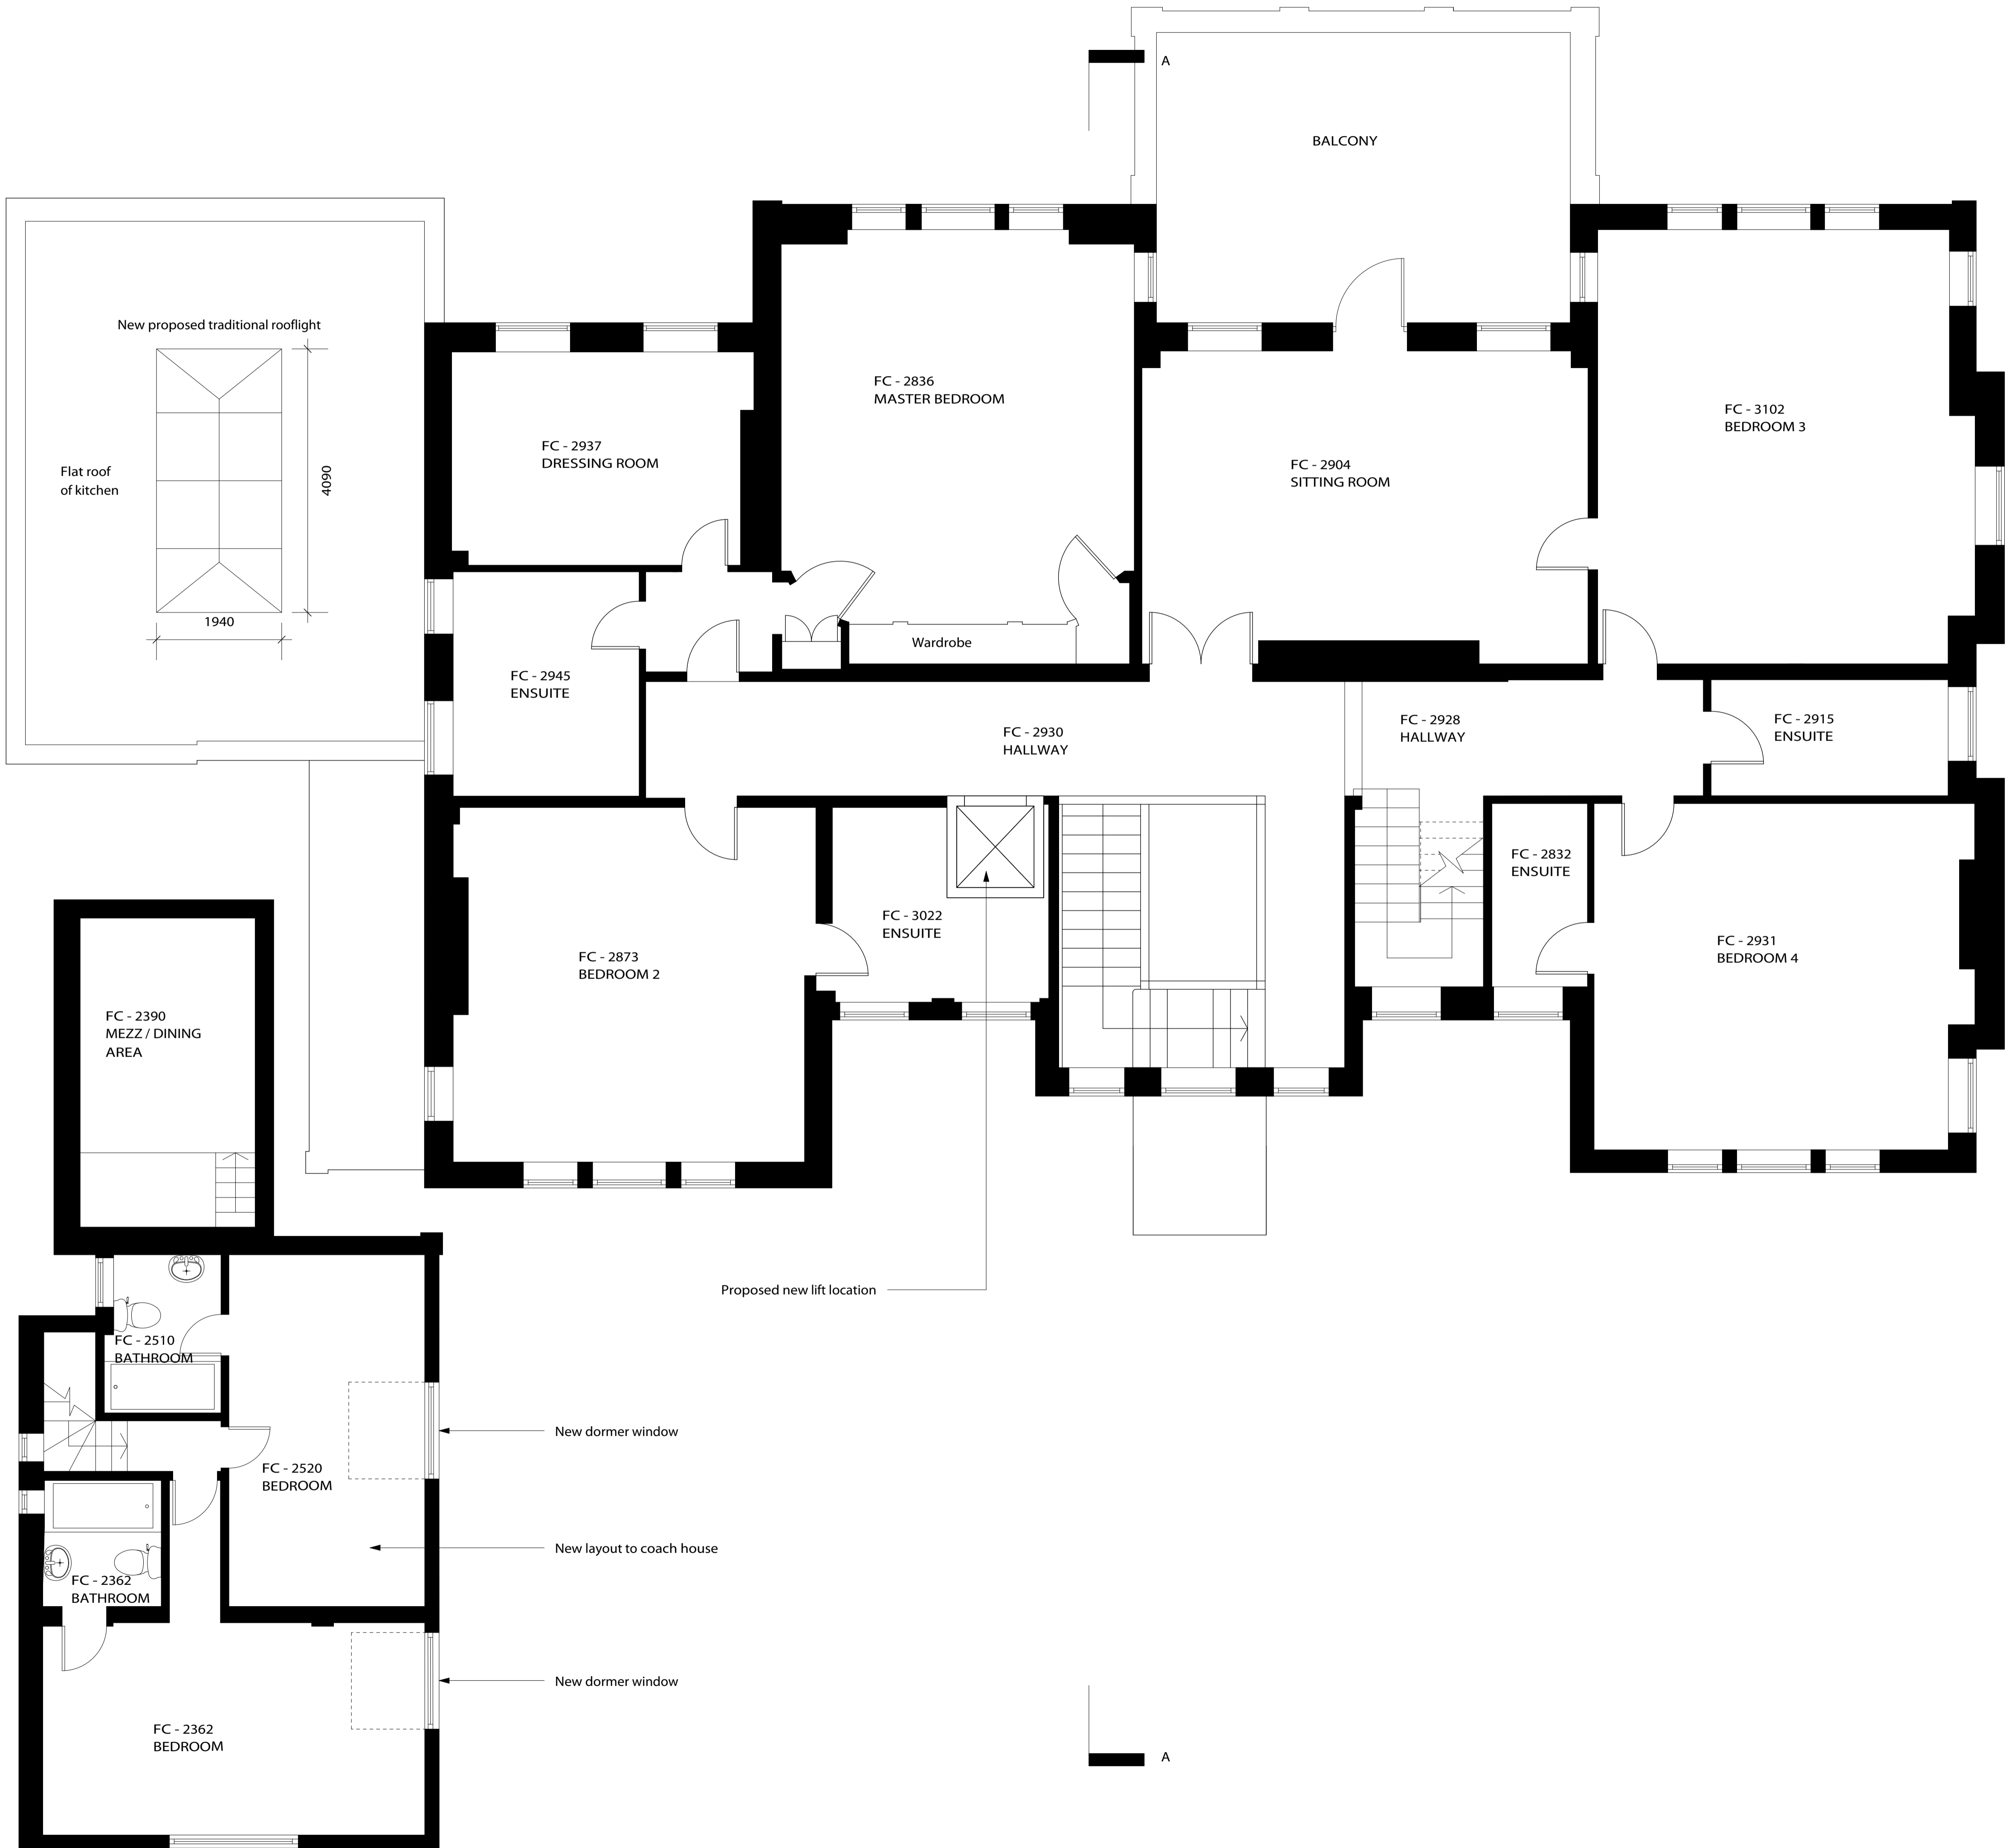 A
BALCONY
New proposed traditional rooflight
Flat roof
of kitchen
4090
1940
FC - 2937
DRESSING ROOM
FC - 2836
MASTER BEDROOM
FC - 2904
SITTING ROOM
FC - 3102
BEDROOM 3
Wardrobe
FC - 2945
ENSUITE
FC - 2930
HALLWAY
FC - 2928
HALLWAY
FC - 2915
ENSUITE
FC - 2873
BEDROOM 2
FC - 3022
ENSUITE
FC - 2832
ENSUITE
FC - 2931
BEDROOM 4
FC - 2390
MEZZ / DINING
AREA
Proposed new lift location
FC - 2510
BATHROOM
New dormer window
FC - 2520
BEDROOM
New layout to coach house
FC - 2362
BATHROOM
New dormer window
FC - 2362
BEDROOM
A